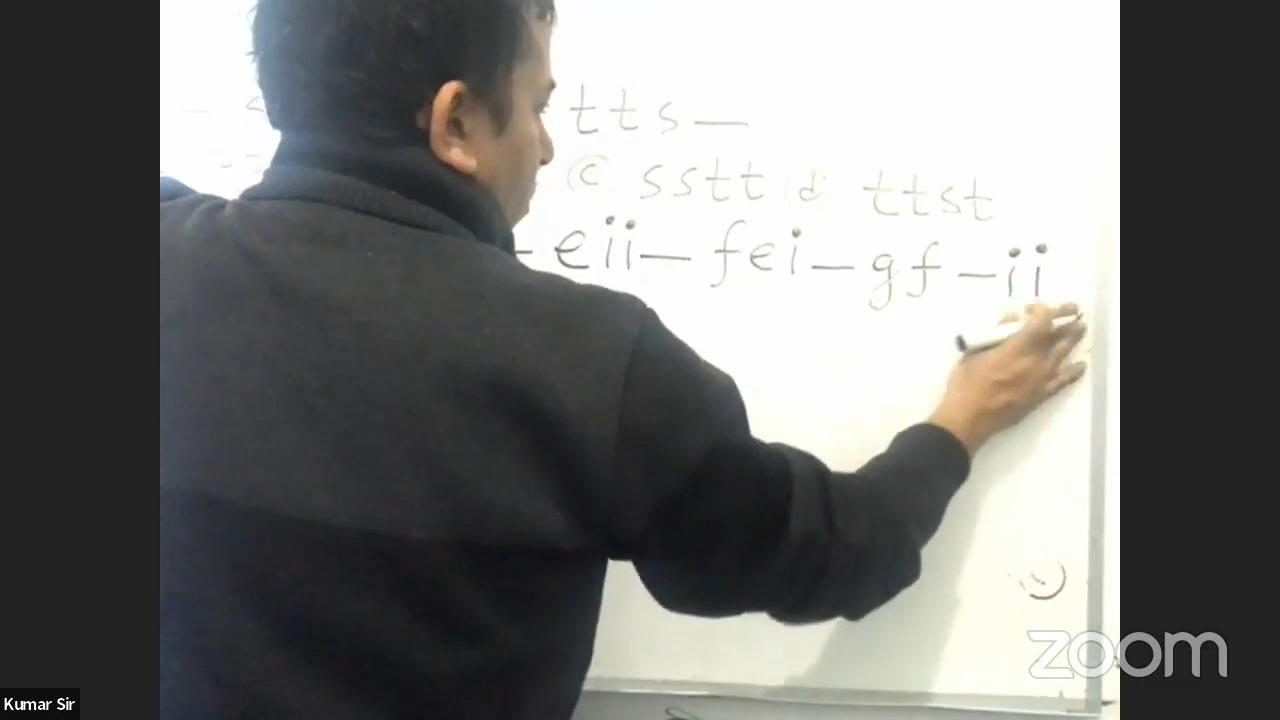 tts—
(c) sstt (d) ttst
- eii—fei—gf-ii
Kumar Sir
zoom